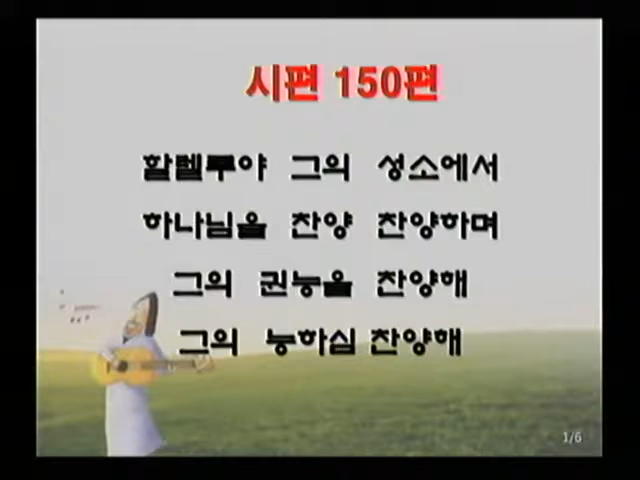 시편 150편
할렐루야 그의 성소에서
하나님을 찬양 찬양하며
그의 권능을 찬양해
그의 능하심 찬양해
1/6